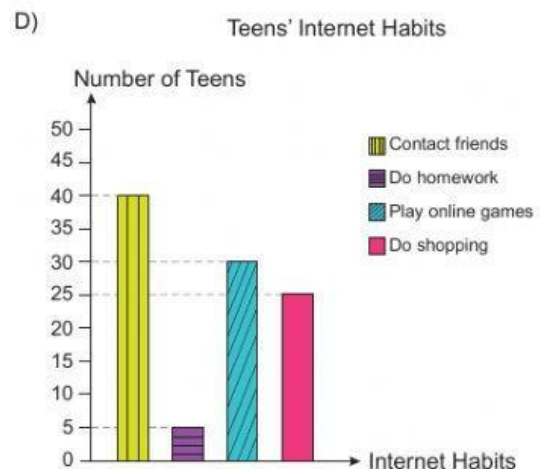 D)
Teens' Internet Habits
Number of Teens
50
45
40
35
30
25
20
15
10
5
0
Contact friends
Do homework
Play online games
Do shopping
Internet Habits